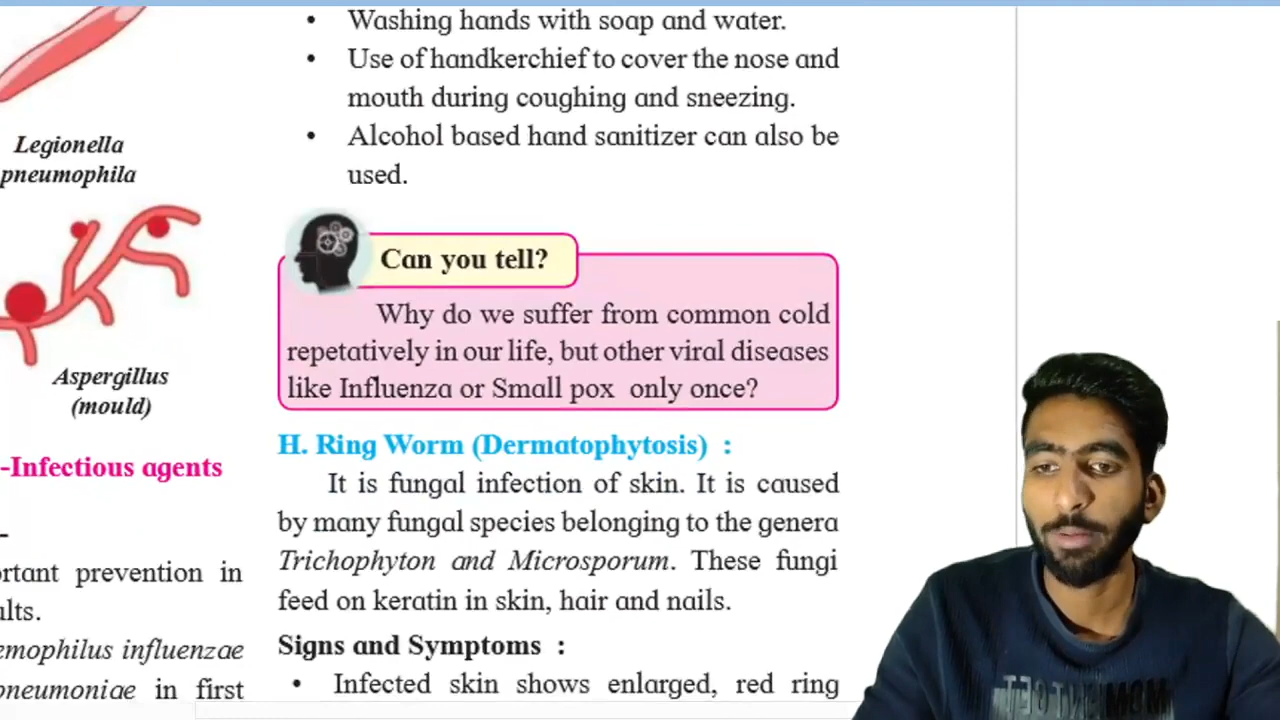 Legionella
pneumophila
Aspergillus
(mould)
-Infectious agents
-
prevention in
influenzae
in first
• Washing hands with soap and water.
• Use of handkerchief to cover the nose and
mouth during coughing and sneezing.
• Alcohol based hand sanitizer can also be
used.
Can you tell?
Why do we suffer from common cold
repetatively in our life, but other viral diseases
like Influenza or Small pox only once?
H. Ring Worm (Dermatophytosis) :
It is fungal infection of skin. It is caused
by many fungal species belonging to the genera
Trichophyton and Microsporum. These fungi
feed on keratin in skin, hair and nails.
Signs and Symptoms :
• Infected skin shows enlarged, red ring